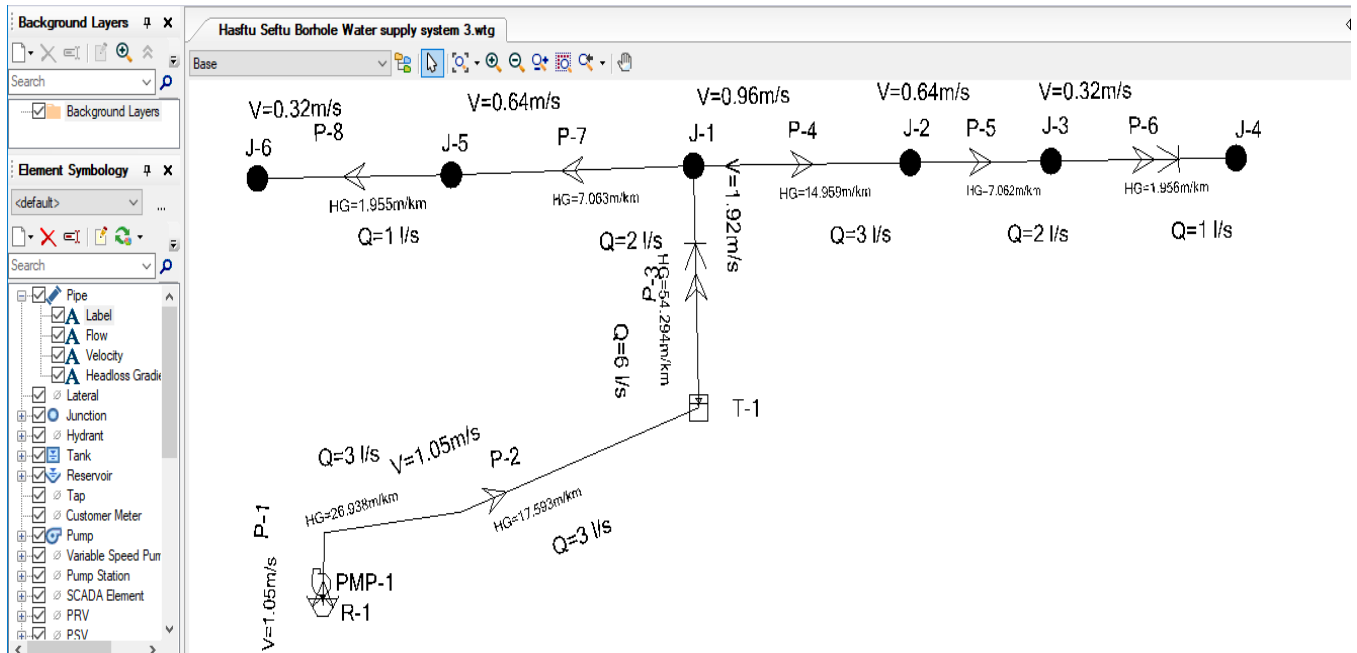 Background Layers
Search
Background Layers
Element Symbology
<default>
...
Search
Pipe
Label
Flow
Velocity
Headloss Gradie
Lateral
Junction
Hydrant
Tank
Reservoir
Tap
Customer Meter
Pump
Variable Speed Pum
Pump Station
SCADA Element
PRV
PSV
Hasftu Seftu Borhole Water supply system 3.wtg
Base
V=0.32m/s
V=0.64m/s
V=0.96m/s
V=0.64m/s
V=0.32m/s
P-8
P-7
J-1
P-4
J-2
P-5
J-3
P-6
J-4
J-6
J-5
HG=1.955m/km
HG=7.063m/km
V=1.92m/s
HG=14.959m/km
HG=7.062m/km
HG=1.956m/km
Q=1 l/s
Q=2 l/s
Q=3 l/s
Q=2 l/s
Q=1 l/s
P-3
HG=54.294m/km
Q=6 l/s
T-1
Q=3 l/s
V=1.05m/s
P-2
HG=26.938m/km
HG=17.593m/km
Q=3 l/s
P-1
V=1.05m/s
PMP-1
R-1